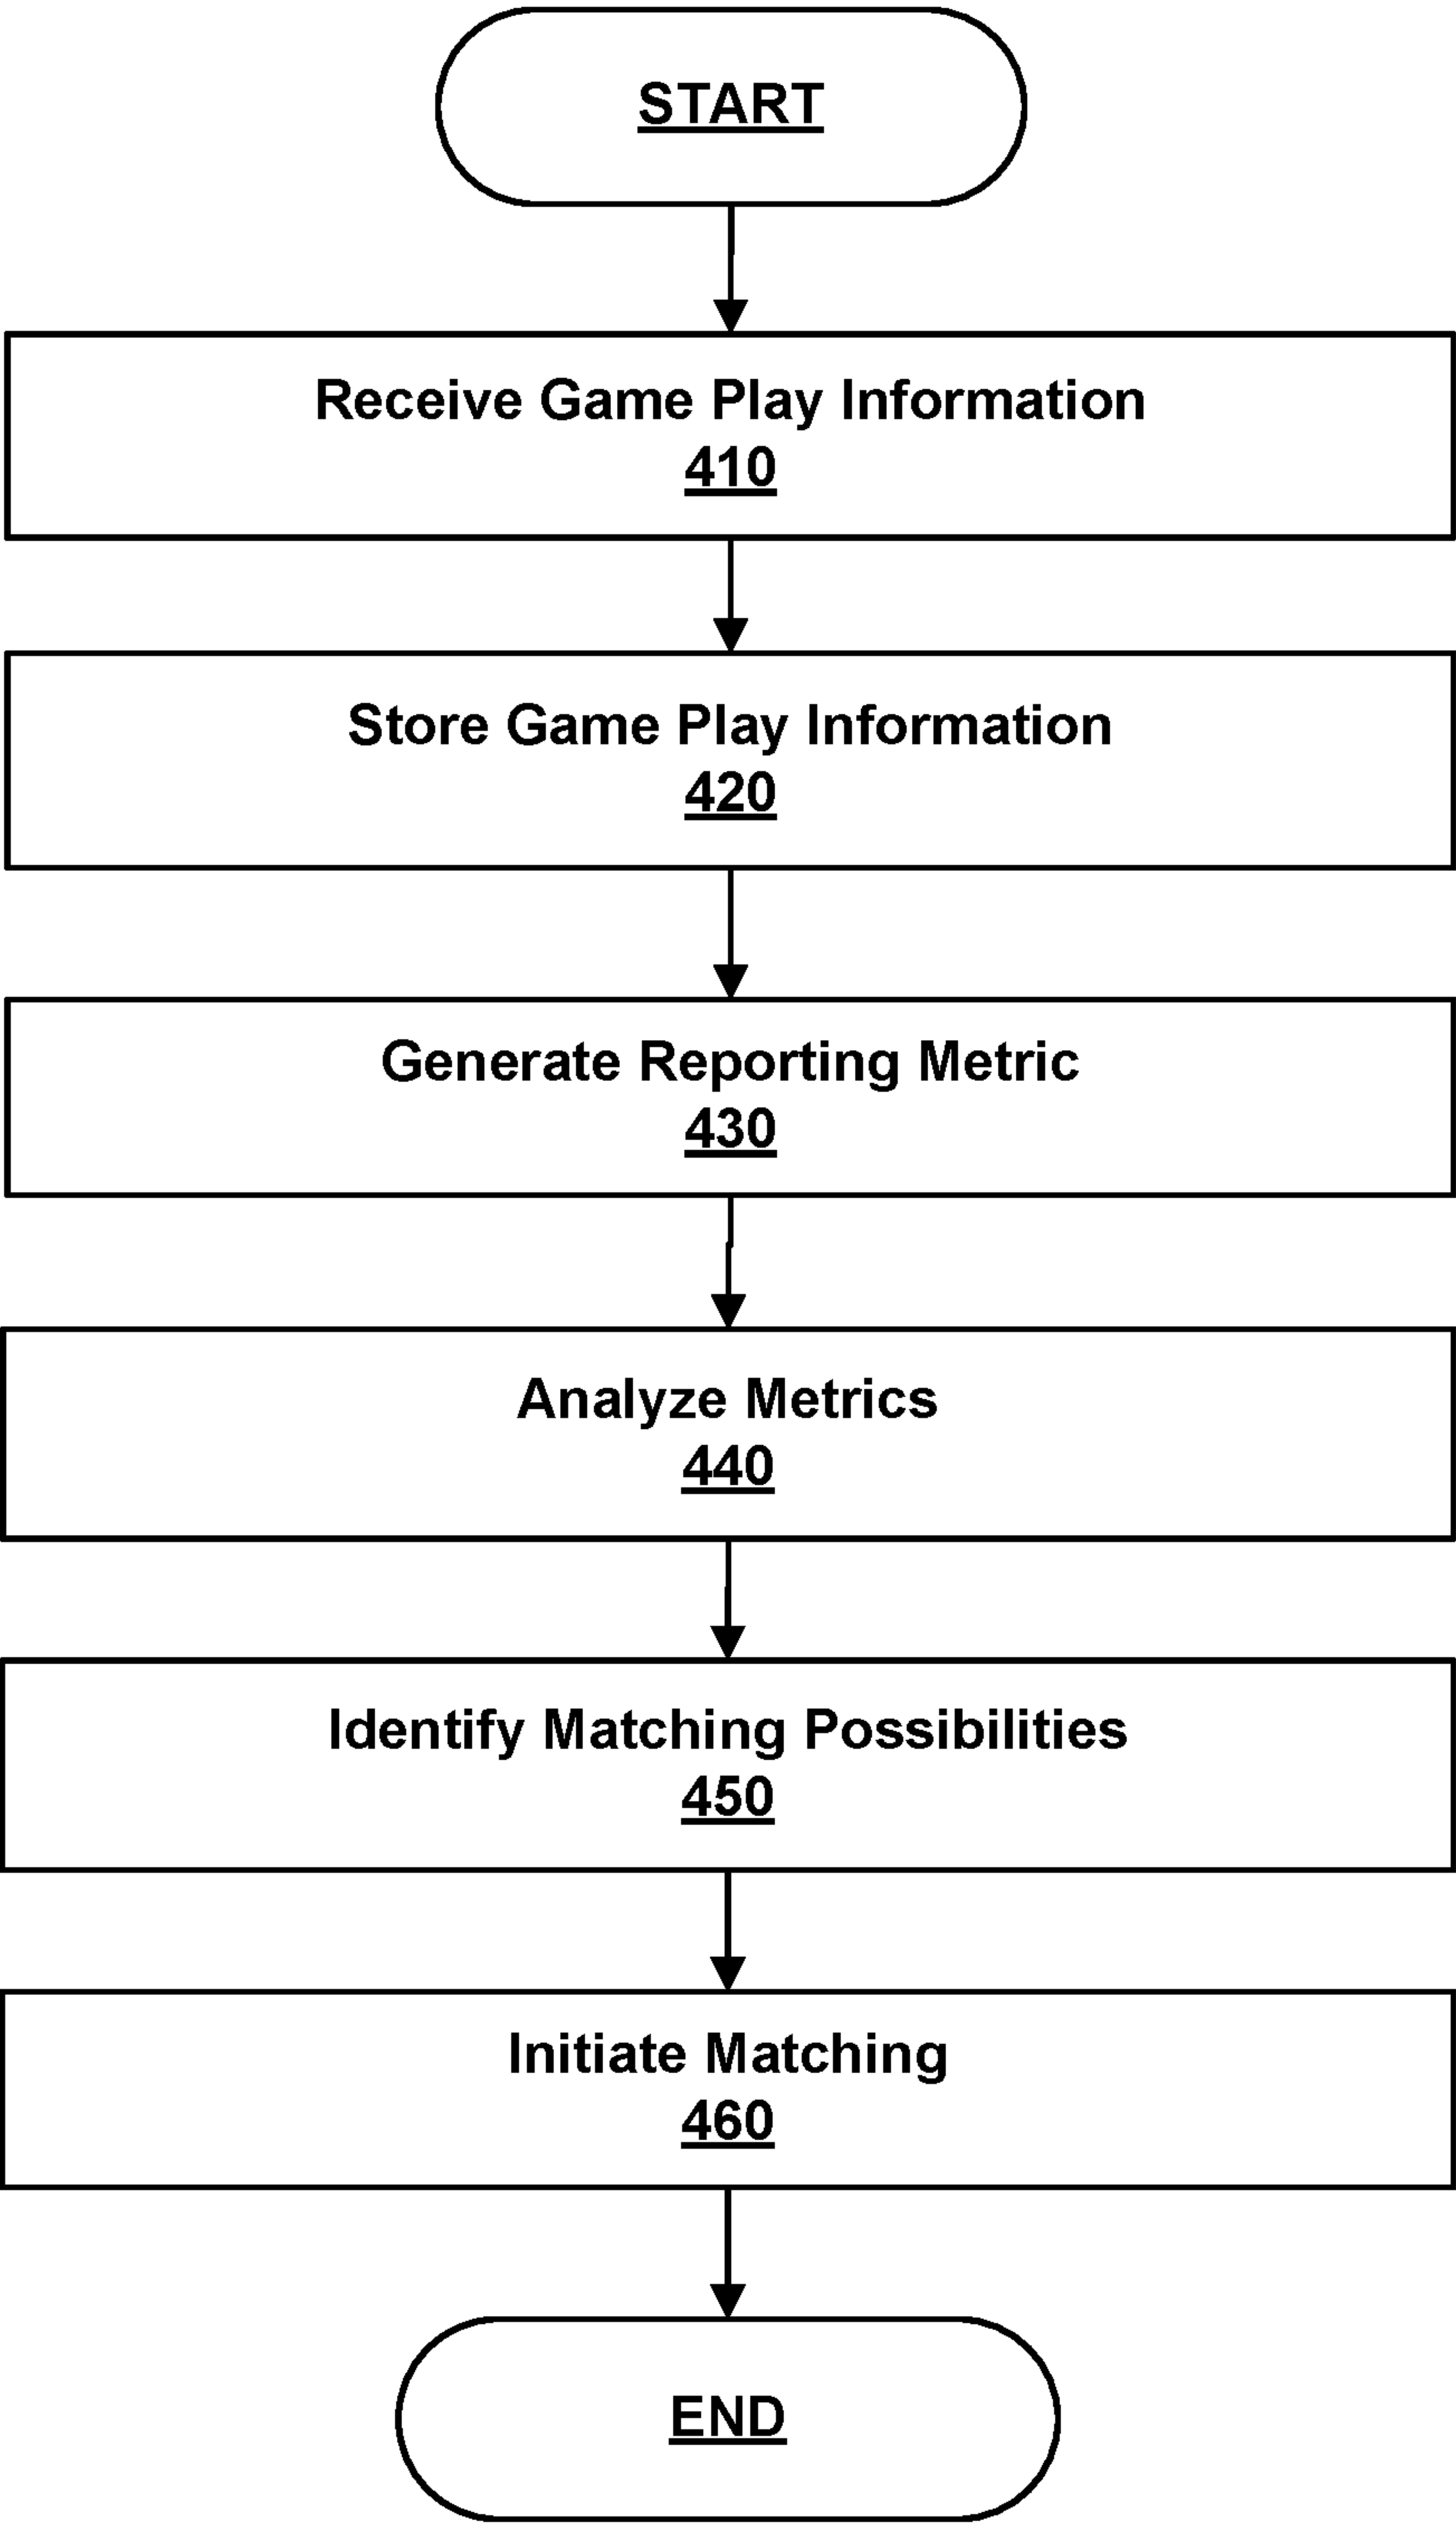 START
Receive Game Play Information
410
Store Game Play Information
420
Generate Reporting Metric
430
Analyze Metrics
440
Identify Matching Possibilities
450
Initiate Matching
460
END